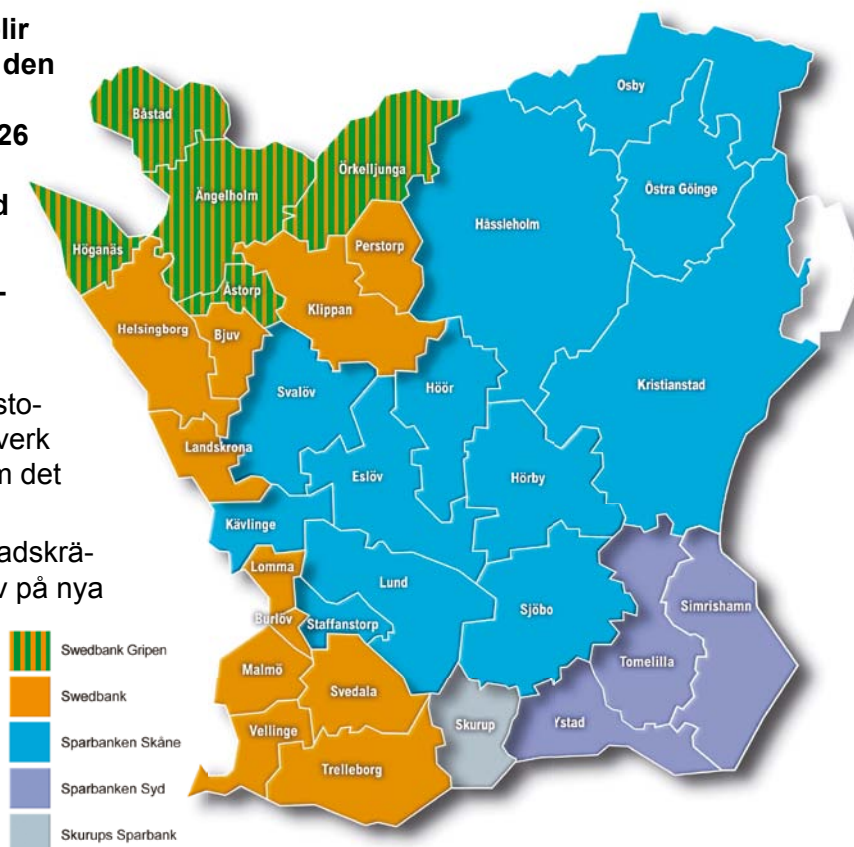 lir
den
26
d
-
sto-
verk
n det
adskrä-
v på nya
Osby
Båstad
Örkelljunga
Östra Göinge
Ängelholm
Hässleholm
Höganäs
Perstorp
Åstorp
Klippan
Helsingborg
Bjuv
Svalöv
Höör
Kristianstad
Landskrona
Eslöv
Hörby
Kävlinge
Lomma
Lund
Burlöv
Staffanstorp
Sjöbo
Simrishamn
Tomelilla
Malmö
Svedala
Skurup
Ystad
Vellinge
Trelleborg
Swedbank Gripen
Swedbank
Sparbanken Skåne
Sparbanken Syd
Skurups Sparbank